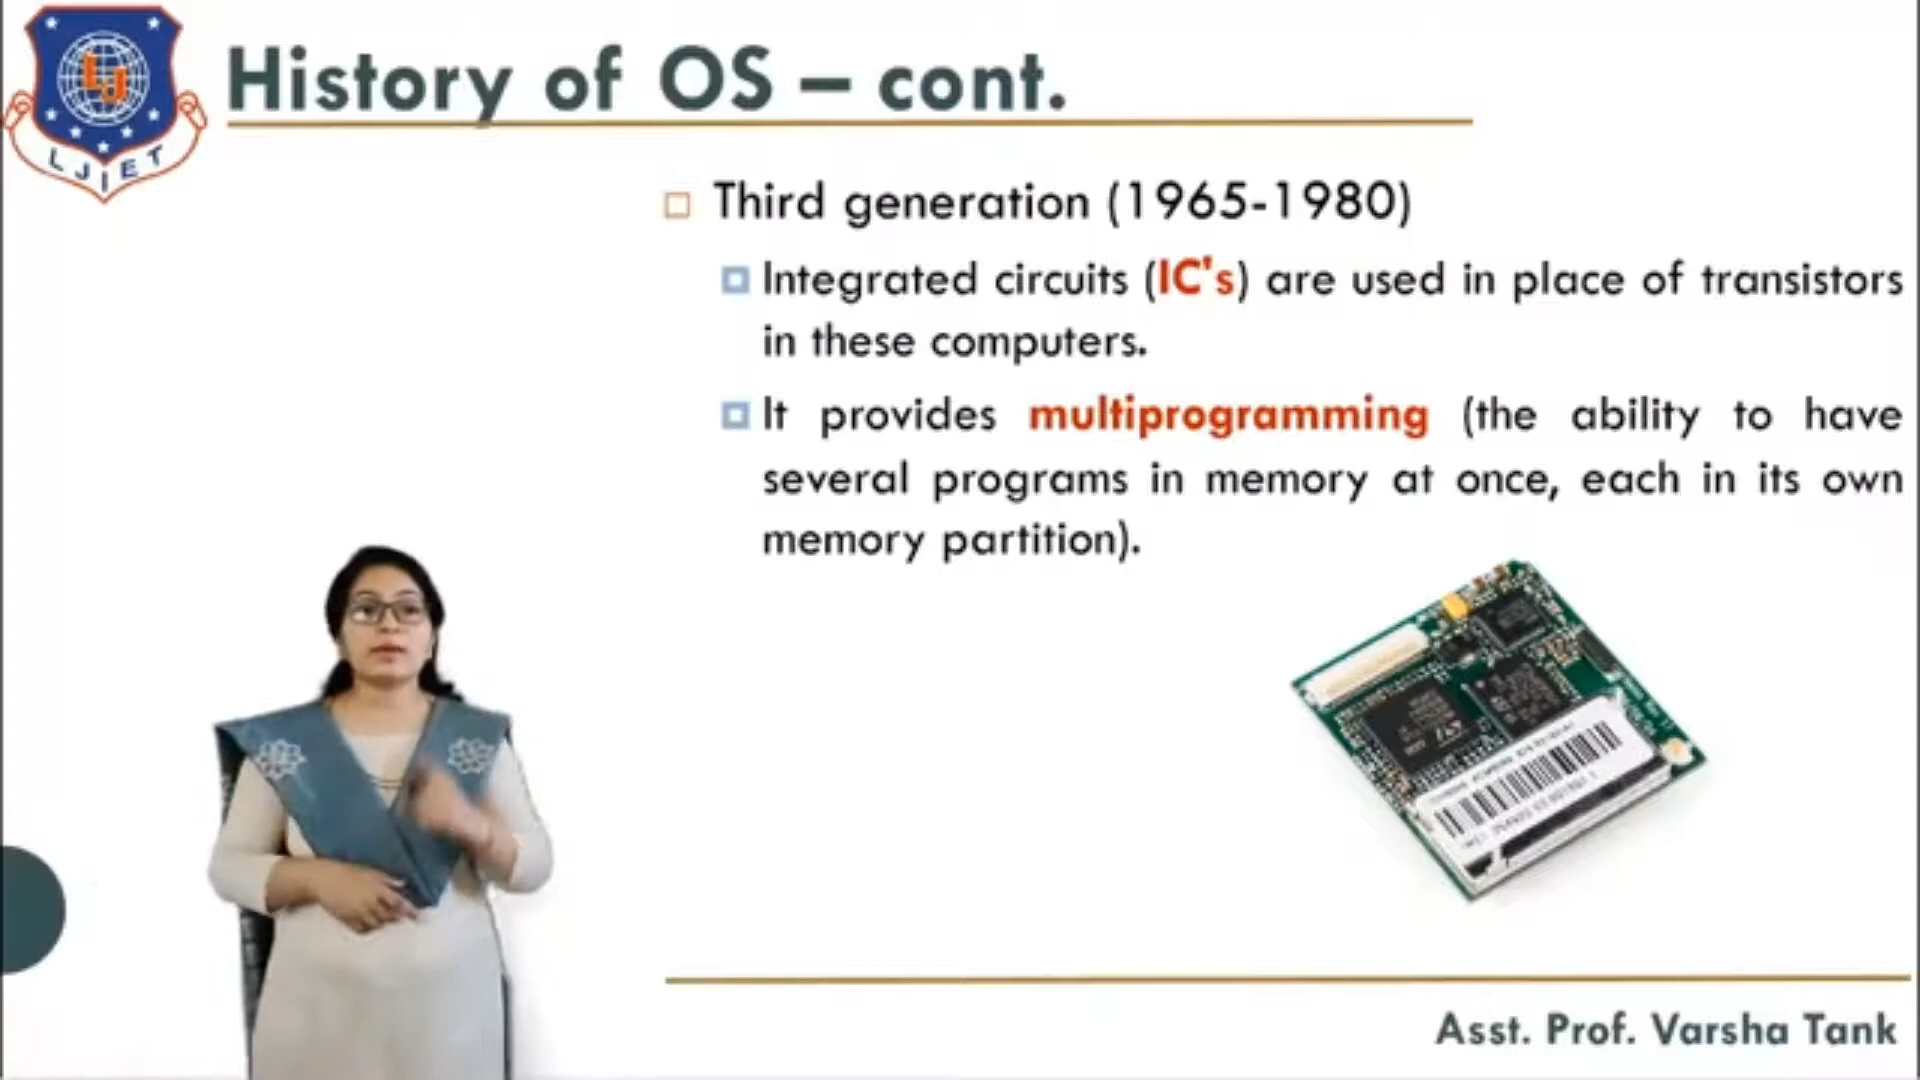 LJ
LJIET
History of OS – cont.
Third generation (1965-1980)
Integrated circuits (IC's) are used in place of transistors
in these computers.
It provides multiprogramming (the ability to have
several programs in memory at once, each in its own
memory partition).
Asst. Prof. Varsha Tank